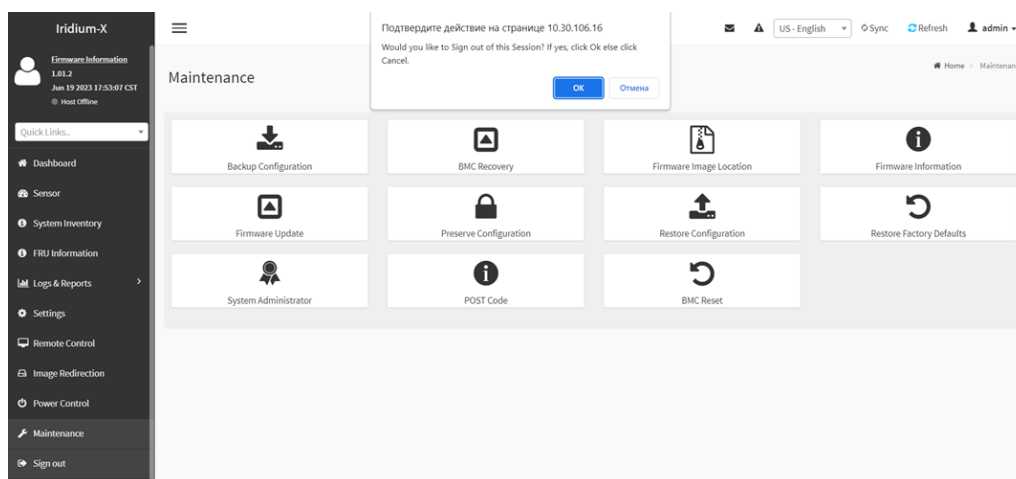 Iridium-X
Firmware Information
1.01.2
Jun 19 2023 17:53:07 CST
Host Offline
Quick Links..
Dashboard
Sensor
System Inventory
FRU Information
Logs & Reports
Settings
Remote Control
Image Redirection
Power Control
Maintenance
Sign out
US - English
Sync
Refresh
admin
Подтвердите действие на странице 10.30.106.16
Would you like to Sign out of this Session? If yes, click Ok else click
Cancel.
OK
Отмена
Maintenance
Home
Backup Configuration
BMC Recovery
Firmware Image Location
Firmware Information
Firmware Update
Preserve Configuration
Restore Configuration
Restore Factory Defaults
System Administrator
POST Code
BMC Reset